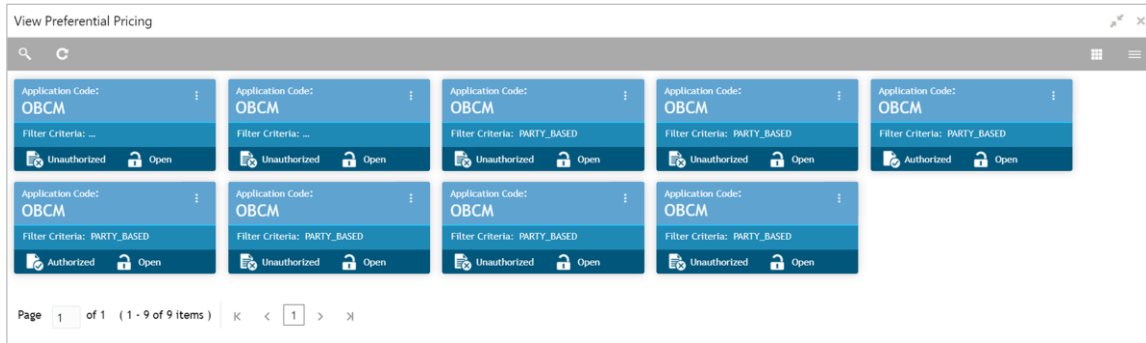 View Preferential Pricing
Application Code:
OBCM
Filter Criteria: ...
Unauthorized Open
Application Code:
OBCM
Filter Criteria: ...
Unauthorized Open
Application Code:
OBCM
Filter Criteria: PARTY_BASED
Unauthorized Open
Application Code:
OBCM
Filter Criteria: PARTY_BASED
Unauthorized Open
Application Code:
OBCM
Filter Criteria: PARTY_BASED
Authorized Open
Application Code:
OBCM
Filter Criteria: PARTY_BASED
Authorized Open
Application Code:
OBCM
Filter Criteria: PARTY_BASED
Unauthorized Open
Application Code:
OBCM
Filter Criteria: PARTY_BASED
Unauthorized Open
Application Code:
OBCM
Filter Criteria: PARTY_BASED
Unauthorized Open
Page 1 of 1 ( 1 - 9 of 9 items ) 1